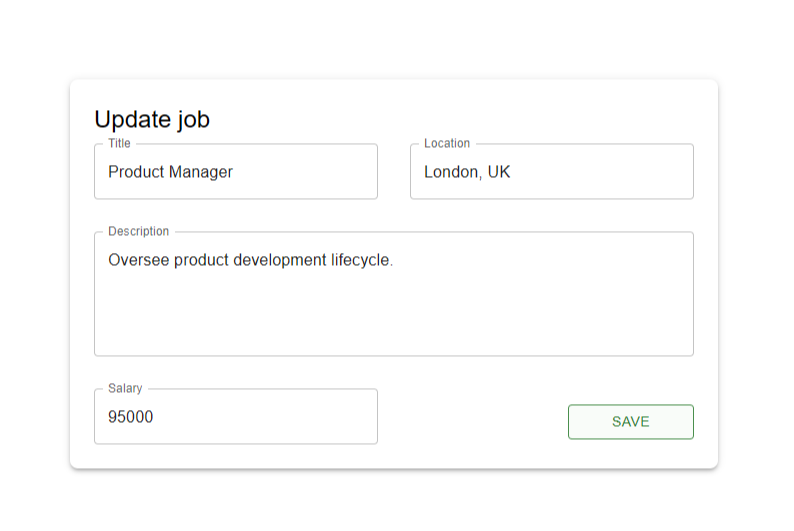 Update job
Title
Product Manager
Location
London, UK
Description
Oversee product development lifecycle.
Salary
95000
SAVE